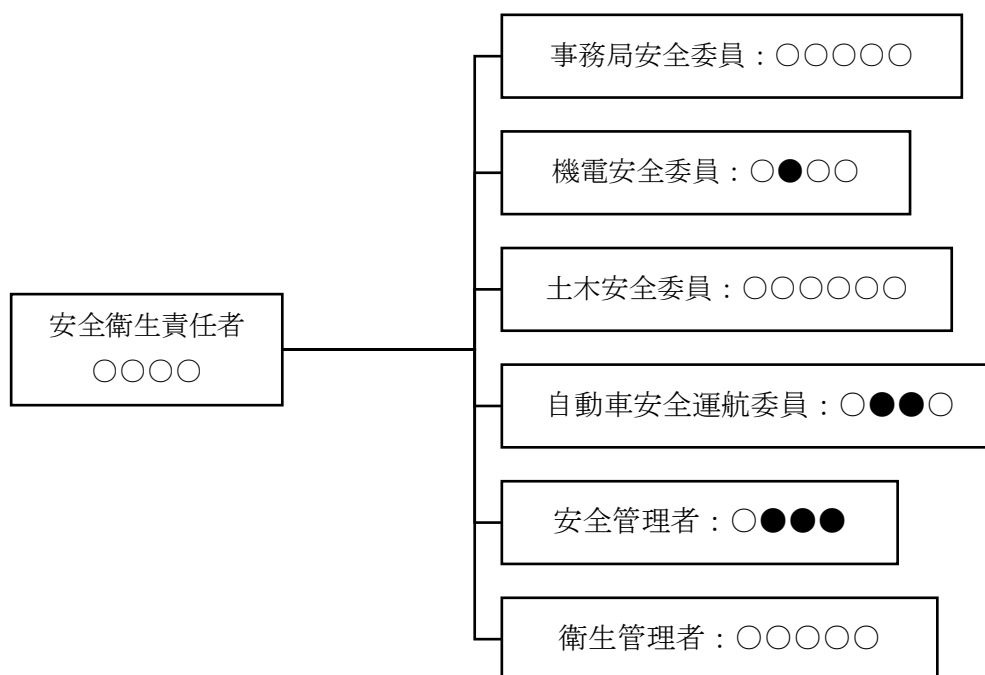 事務局安全委員：○○○○○
機電安全委員：○●○○
土木安全委員：○○○○○○
安全衛生責任者
○○○○
自動車安全運航委員：○●●○
安全管理者：○●●●
衛生管理者：○○○○○